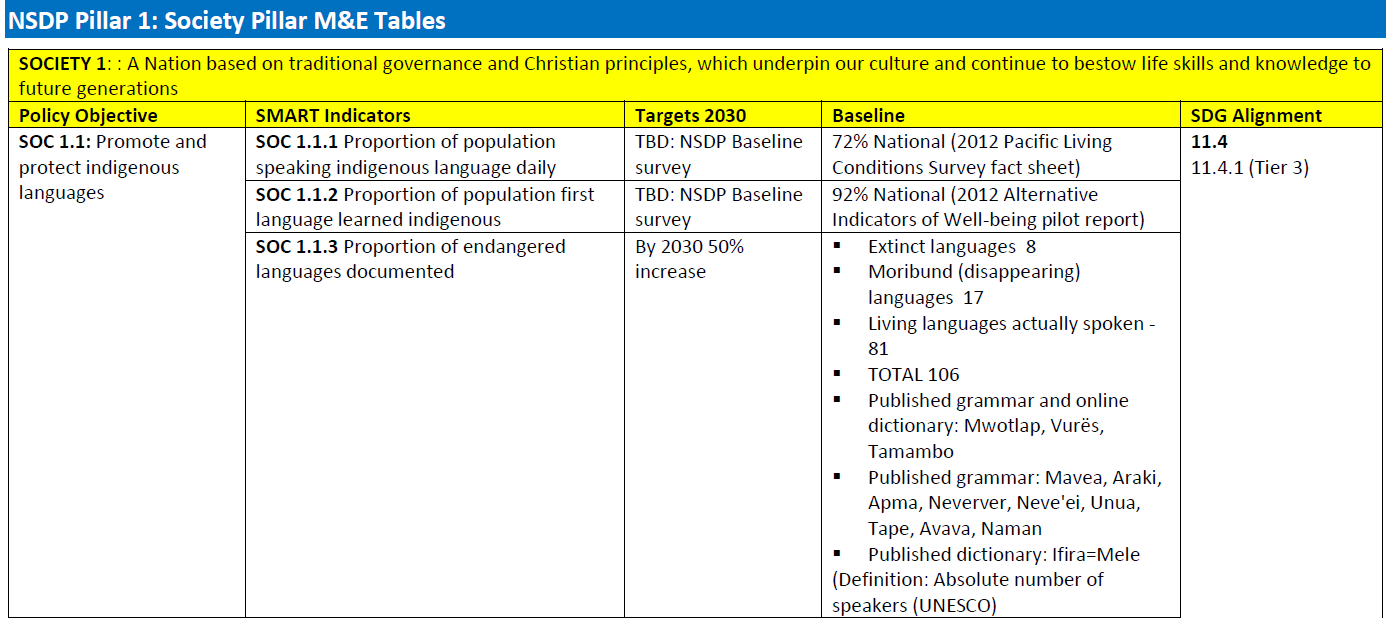 NSDP Pillar 1: Society Pillar M&E Tables
SOCIETY 1: : A Nation based on traditional governance and Christian principles, which underpin our culture and continue to bestow life skills and knowledge to
future generations
Policy Objective
SMART Indicators
Targets 2030
Baseline
SDG Alignment
SOC 1.1: Promote and
protect indigenous
languages
SOC 1.1.1 Proportion of population
speaking indigenous language daily
TBD: NSDP Baseline
survey
72% National (2012 Pacific Living
Conditions Survey fact sheet)
11.4
11.4.1 (Tier 3)
SOC 1.1.2 Proportion of population first
language learned indigenous
TBD: NSDP Baseline
survey
92% National (2012 Alternative
Indicators of Well-being pilot report)
SOC 1.1.3 Proportion of endangered
languages documented
By 2030 50%
increase
▪ Extinct languages 8
▪ Moribund (disappearing)
languages 17
▪ Living languages actually spoken -
81
▪ TOTAL 106
▪ Published grammar and online
dictionary: Mwotlap, Vurës,
Tamambo
▪ Published grammar: Mavea, Araki,
Apma, Neverver, Neve'ei, Unua,
Tape, Avava, Naman
▪ Published dictionary: Ifira=Mele
(Definition: Absolute number of
speakers (UNESCO)